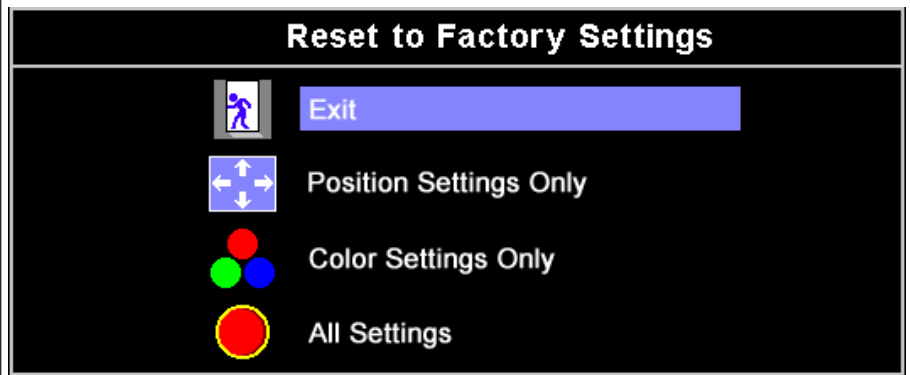 Reset to Factory Settings
Exit
Position Settings Only
Color Settings Only
All Settings